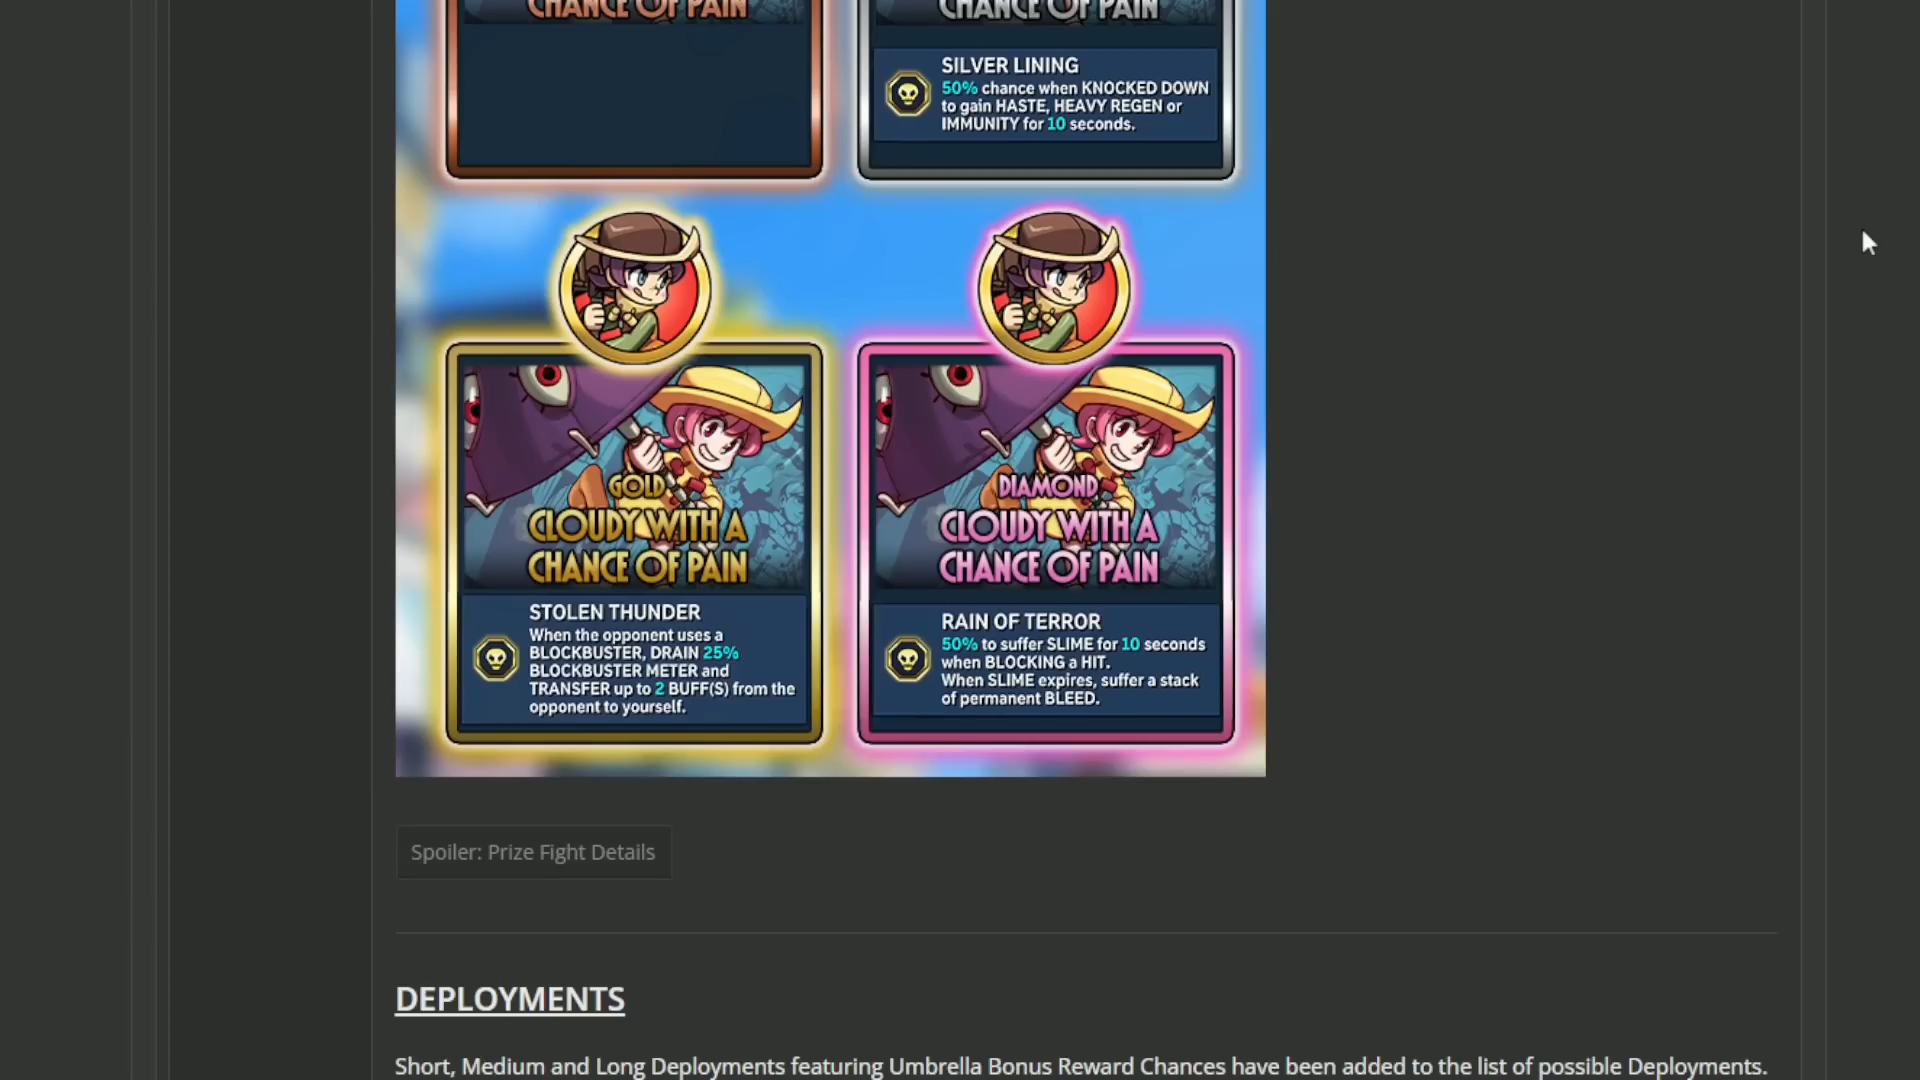 CHANCE OF PAIN
CHANCE OF PAIN
SILVER LINING
50% chance when KNOCKED DOWN
to gain HASTE, HEAVY REGEN or
IMMUNITY for 10 seconds.
GOLD
CLOUDY WITH A
CHANCE OF PAIN
STOLEN THUNDER
When the opponent uses a
BLOCKBUSTER, DRAIN 25%
BLOCKBUSTER METER and
TRANSFER up to 2 BUFF(S) from the
opponent to yourself.
DIAMOND
CLOUDY WITH A
CHANCE OF PAIN
RAIN OF TERROR
50% to suffer SLIME for 10 seconds
when BLOCKING a HIT.
When SLIME expires, suffer a stack
of permanent BLEED.
Spoiler: Prize Fight Details
DEPLOYMENTS
Short, Medium and Long Deployments featuring Umbrella Bonus Reward Chances have been added to the list of possible Deployments.